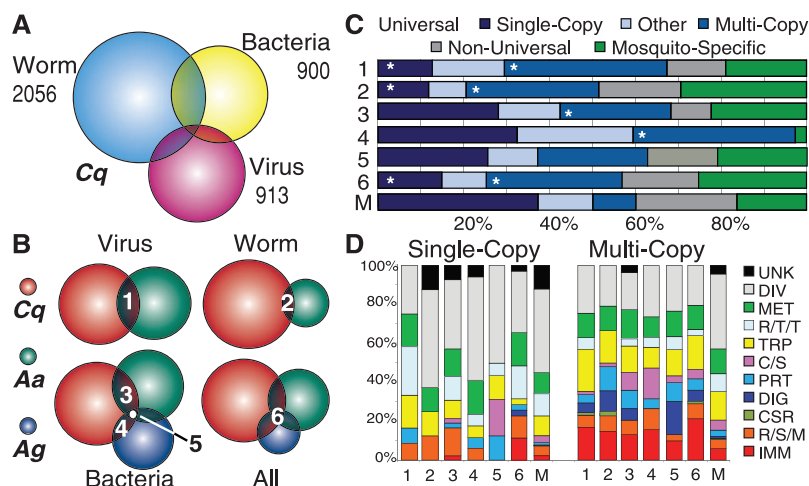 A
Worm
2056
Bacteria
900
Virus
913
Cq
B
Virus Worm
Cq
Aa
Ag
1
2
3
4
5
6
Bacteria All
C
Universal Single-Copy Other Multi-Copy
Non-Universal Mosquito-Specific
1 * *
2 * *
3 *
4 *
5
6 * *
M
20% 40% 60% 80%
D
Single-Copy Multi-Copy
100%
80%
60%
40%
20%
0%
1 2 3 4 5 6 M 1 2 3 4 5 6 M
UNK
DIV
MET
R/T/T
TRP
C/S
PRT
DIG
CSR
R/S/M
IMM